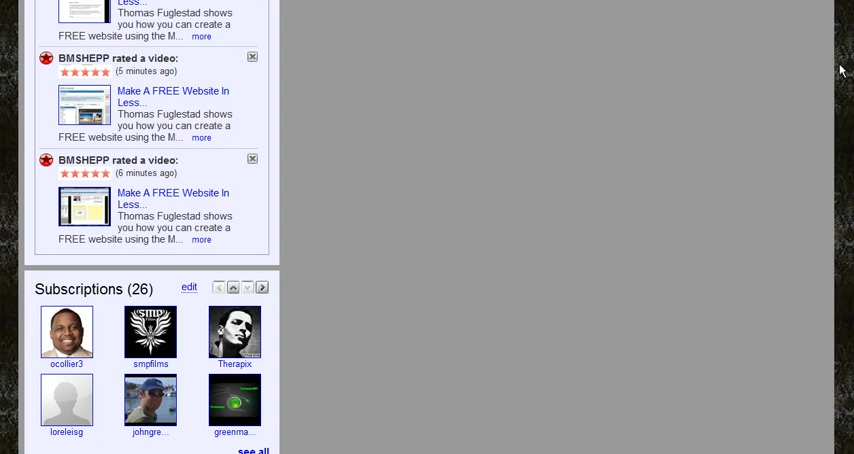 Less...
Thomas Fuglestad shows
you how you can create a
FREE website using the M... more
BMSHEPP rated a video:
(5 minutes ago)
Make A FREE Website In
Less...
Thomas Fuglestad shows
you how you can create a
FREE website using the M... more
BMSHEPP rated a video:
(6 minutes ago)
Make A FREE Website In
Less...
Thomas Fuglestad shows
you how you can create a
FREE website using the M... more
Subscriptions (26) edit
SMP
ocollier3 smpfilms Therapix
loreleisg johngre... greenma...
see all